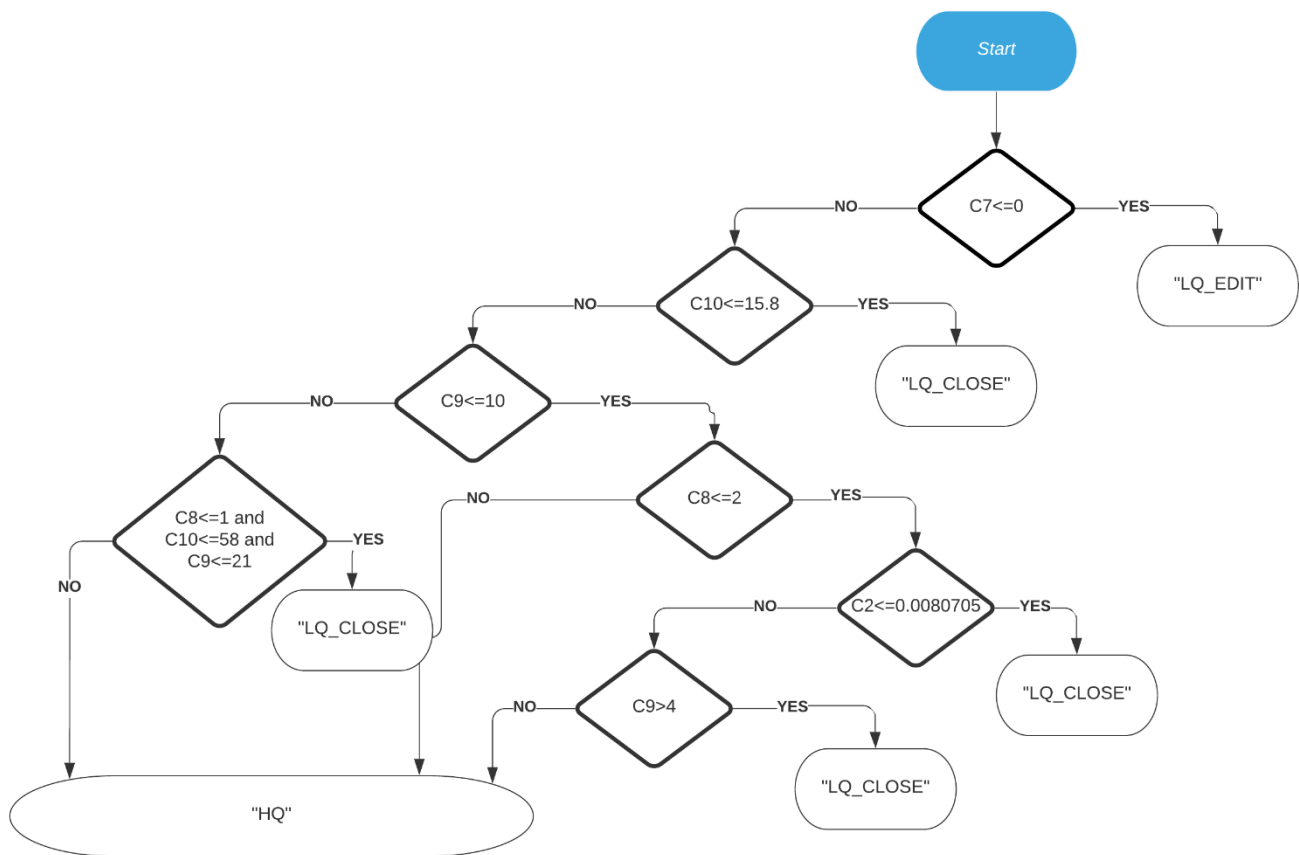 Start
C7<=0
NO
YES
"LQ_EDIT"
C10<=15.8
NO
YES
"LQ_CLOSE"
C9<=10
NO
YES
C8<=1 and
C10<=58 and
C9<=21
NO
YES
"LQ_CLOSE"
C8<=2
NO
YES
C2<=0.0080705
NO
YES
"LQ_CLOSE"
C9>4
NO
YES
"LQ_CLOSE"
"HQ"